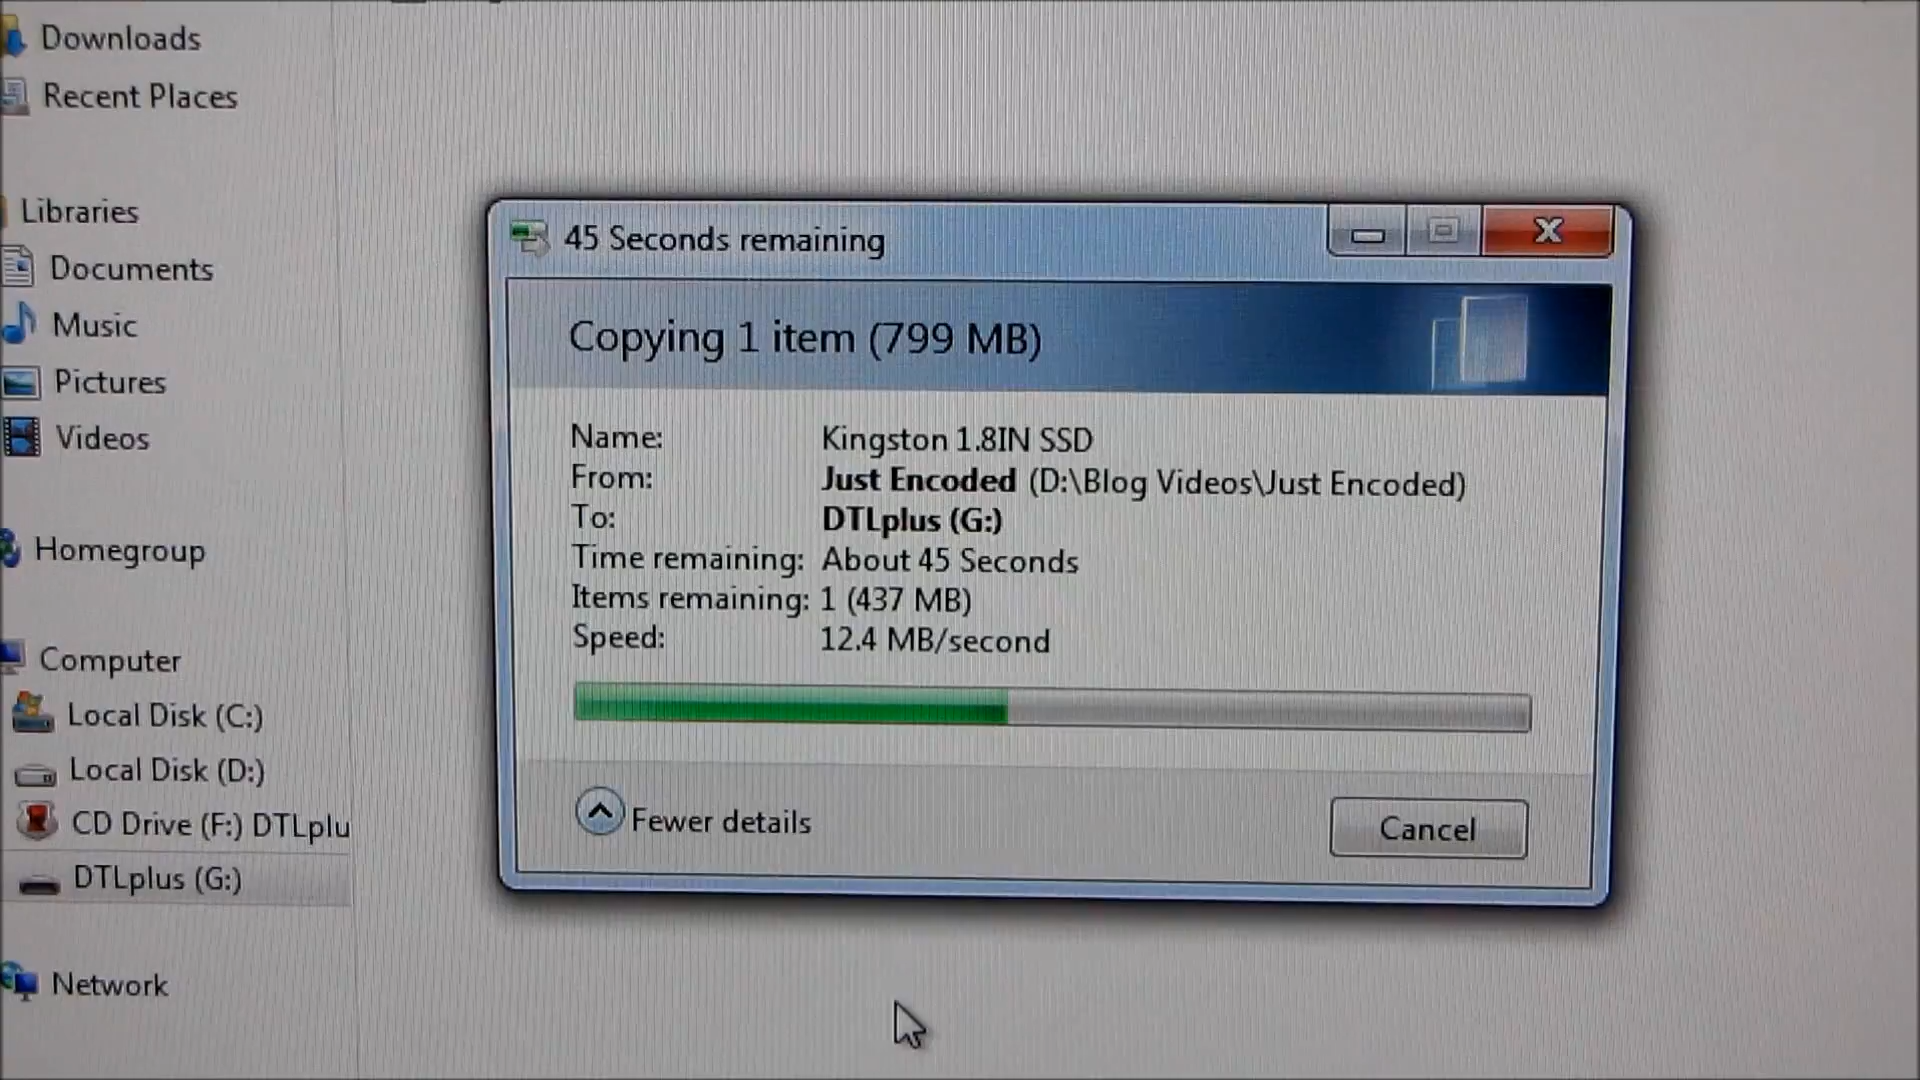 Downloads
Recent Places
Libraries
Documents
Music
Pictures
Videos
Homegroup
Computer
Local Disk (C:)
Local Disk (D:)
CD Drive (F:) DTLplu
DTLplus (G:)
Network
45 Seconds remaining
Copying 1 item (799 MB)
Name: Kingston 1.8IN SSD
From: Just Encoded (D:\Blog Videos\Just Encoded)
To: DTLplus (G:)
Time remaining: About 45 Seconds
Items remaining: 1 (437 MB)
Speed: 12.4 MB/second
Fewer details
Cancel